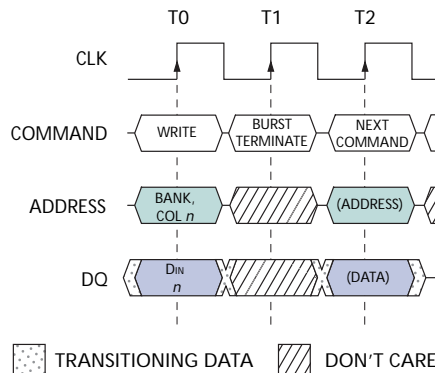 T0 T1 T2
CLK
COMMAND WRITE BURST TERMINATE NEXT COMMAND
ADDRESS BANK, COL n (ADDRESS)
DQ DIN n (DATA)
TRANSITIONING DATA DON'T CARE